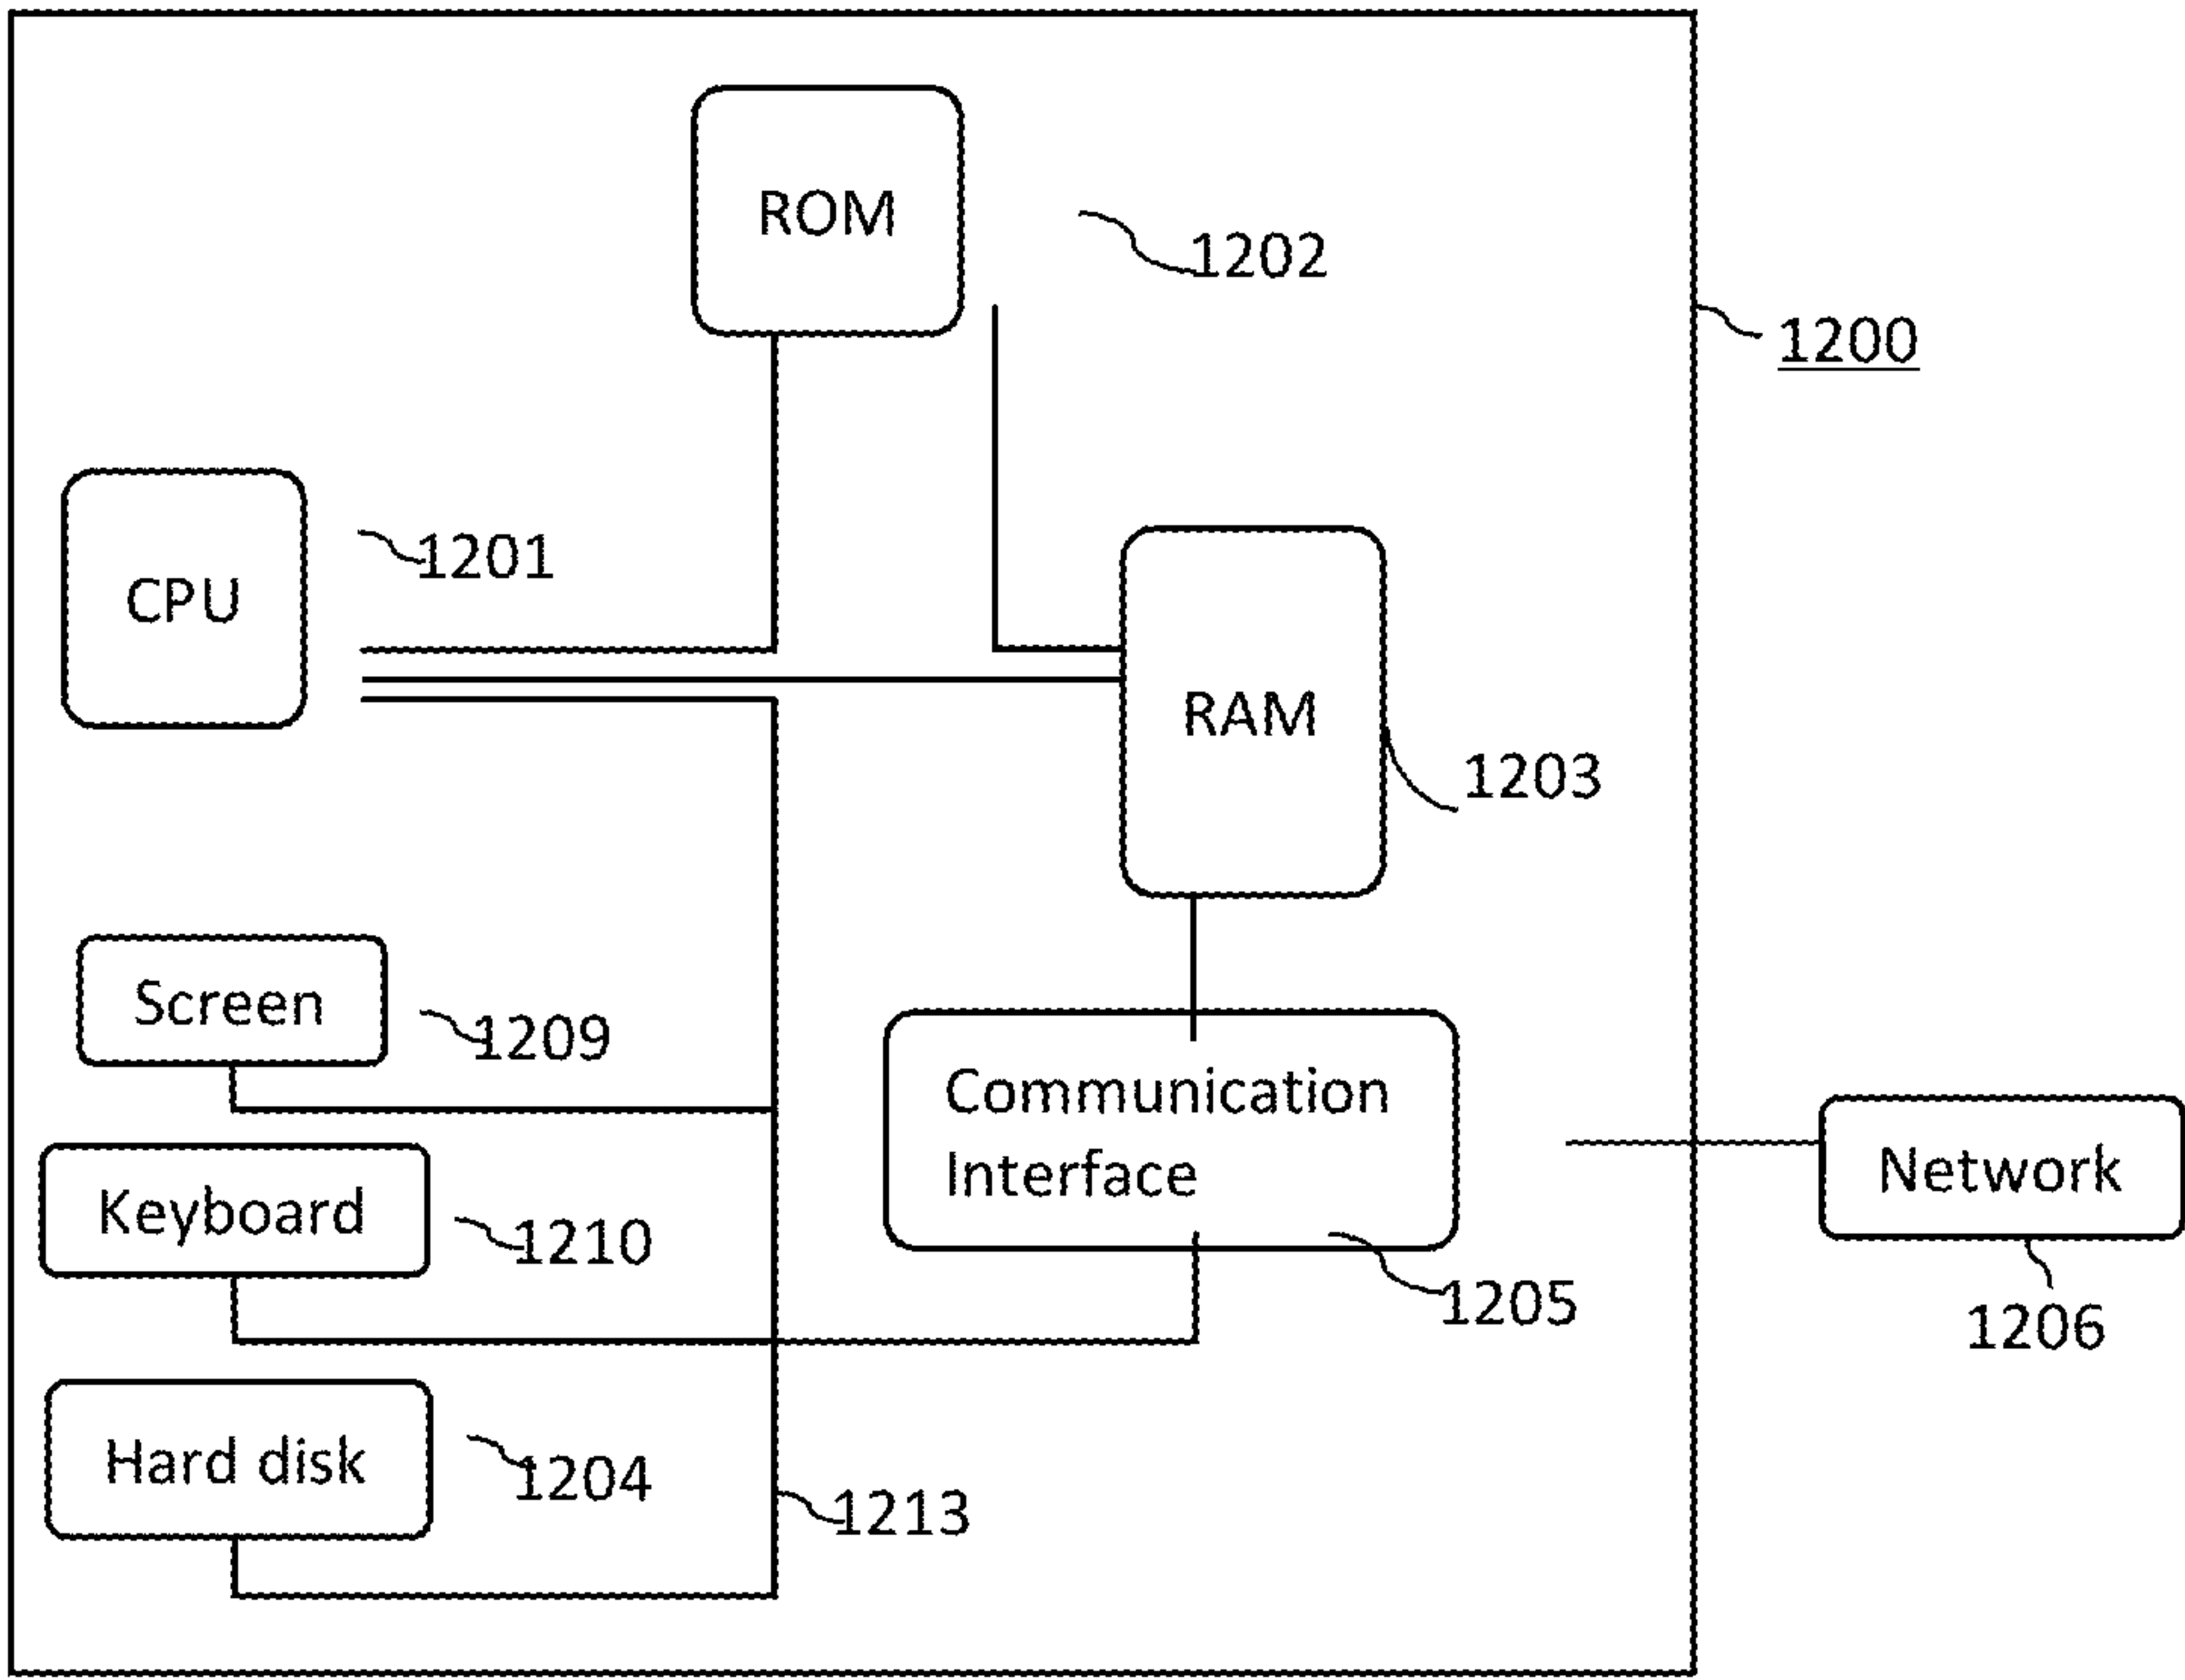 ROM
1202
1200
CPU
1201
RAM
1203
Screen
1209
Communication
Interface
1205
Keyboard
1210
Network
1206
Hard disk
1204
1213